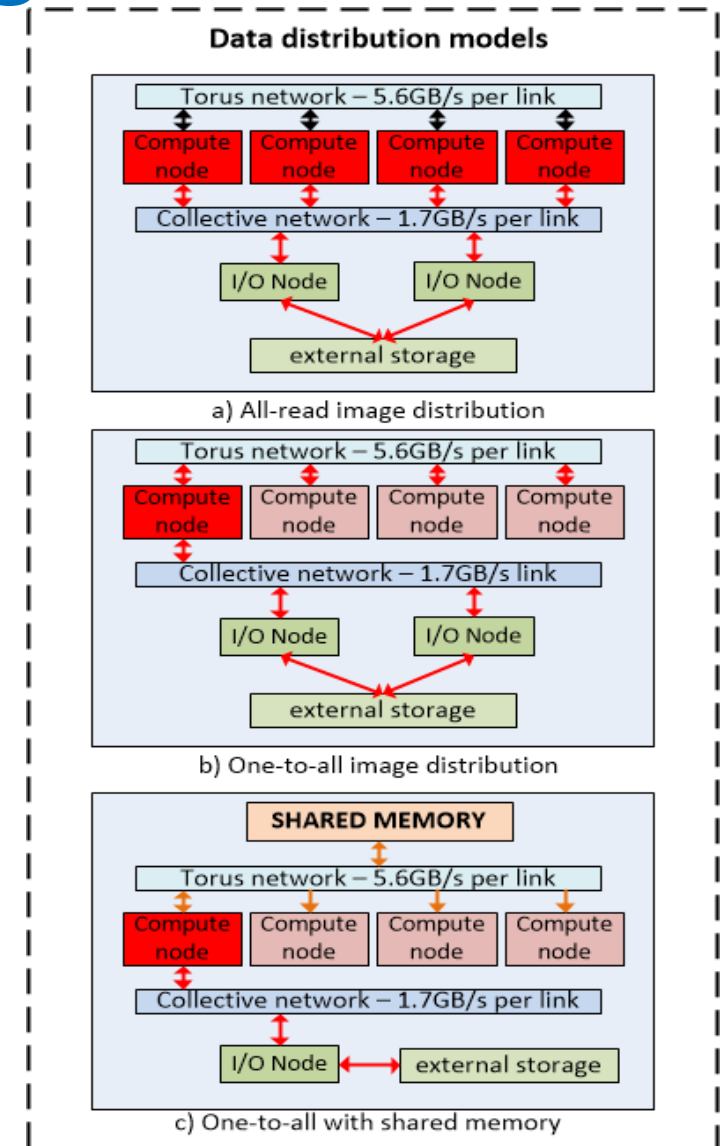 Data distribution models
Torus network – 5.6GB/s per link
Compute node
Compute node
Compute node
Compute node
Collective network – 1.7GB/s per link
I/O Node
I/O Node
external storage
a) All-read image distribution
Torus network – 5.6GB/s per link
Compute node
Compute node
Compute node
Compute node
Collective network – 1.7GB/s link
I/O Node
I/O Node
external storage
b) One-to-all image distribution
SHARED MEMORY
Torus network – 5.6GB/s per link
Compute node
Compute node
Compute node
Compute node
Collective network – 1.7GB/s per link
I/O Node
external storage
c) One-to-all with shared memory